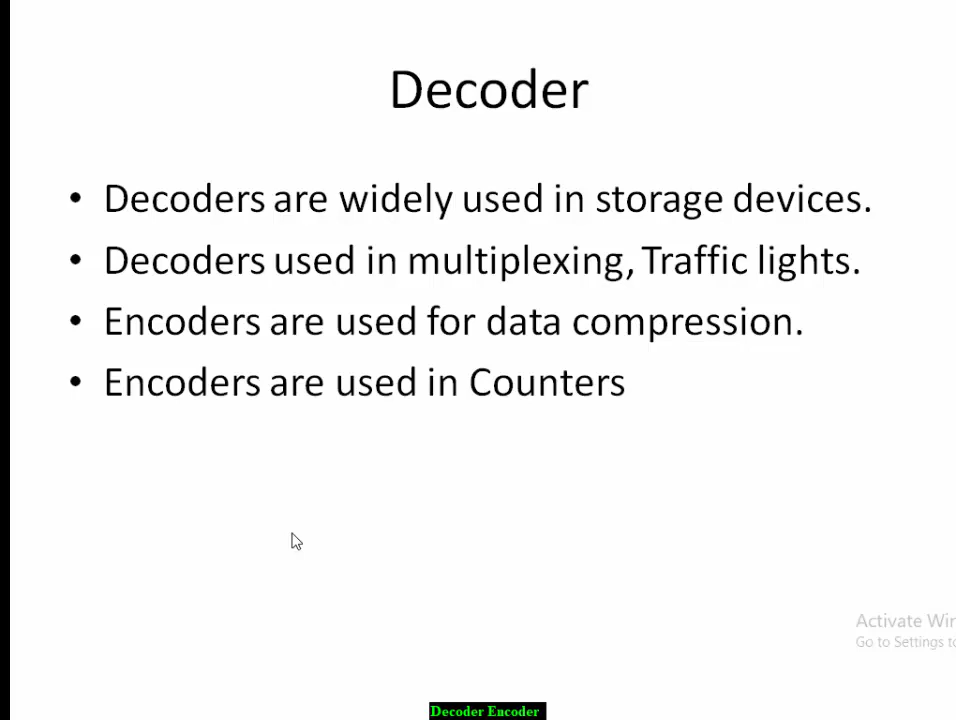 Decoder
• Decoders are widely used in storage devices.
• Decoders used in multiplexing, Traffic lights.
• Encoders are used for data compression.
• Encoders are used in Counters
Activate Win
Go to Settings to
Decoder Encoder